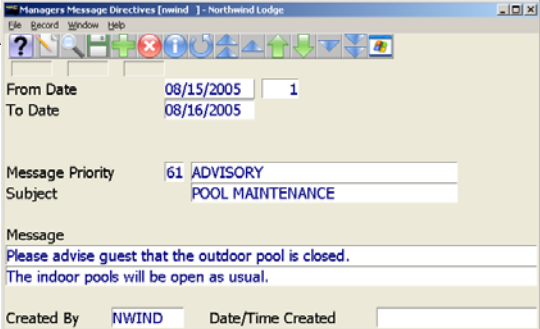 Managers Message Directives [nwind ] - Northwind Lodge
File Record Window Help
From Date 08/15/2005 1
To Date 08/16/2005
Message Priority 61 ADVISORY
Subject POOL MAINTENANCE
Message
Please advise guest that the outdoor pool is closed.
The indoor pools will be open as usual.
Created By NWIND Date/Time Created